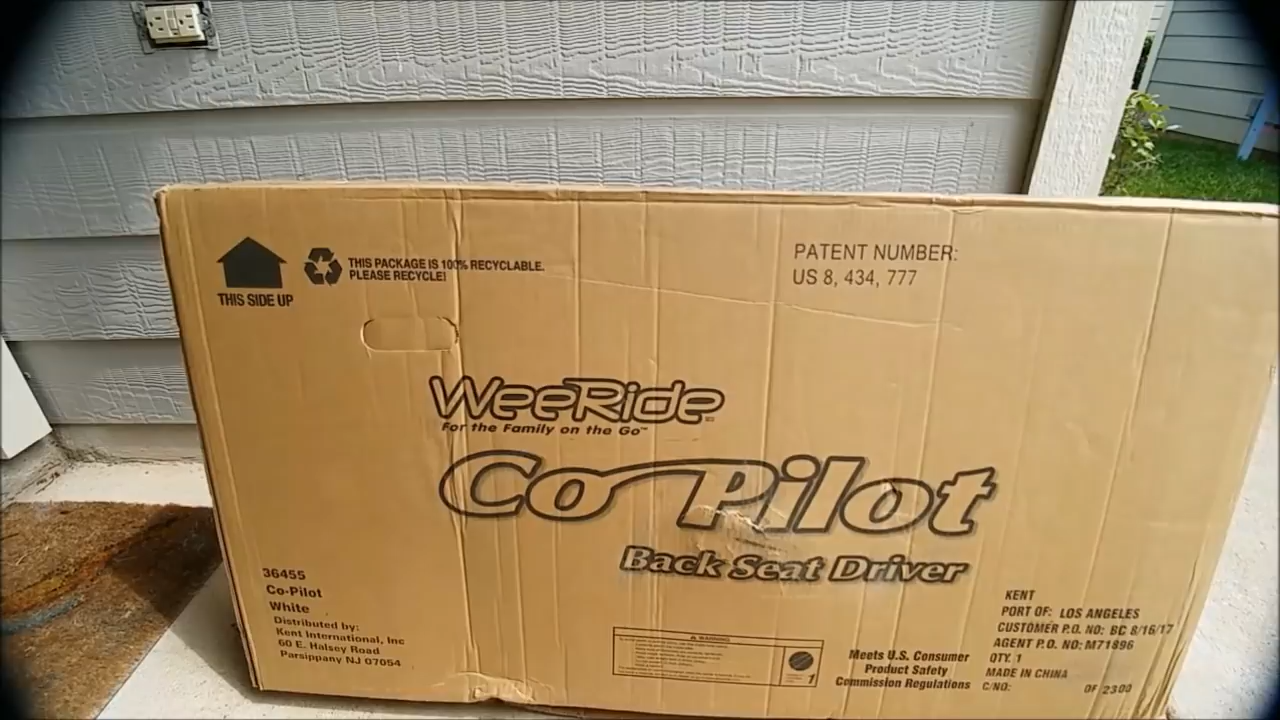 THIS SIDE UP
THIS PACKAGE IS 100% RECYCLABLE.
PLEASE RECYCLE!
PATENT NUMBER:
US 8, 434, 777
WeeRide
For the Family on the Go™
Co Pilot
Back Seat Driver
36455
Co-Pilot
White
Distributed by:
Kent International, Inc
60 E. Halsey Road
Parsippany NJ 07054
WARNING
1
Meets U.S. Consumer
Product Safety
Commission Regulations
KENT
PORT OF: LOS ANGELES
CUSTOMER P.O. NO: BC 8/16/17
AGENT P.O. NO: M71896
QTY. 1
MADE IN CHINA
C/NO: OF 2300